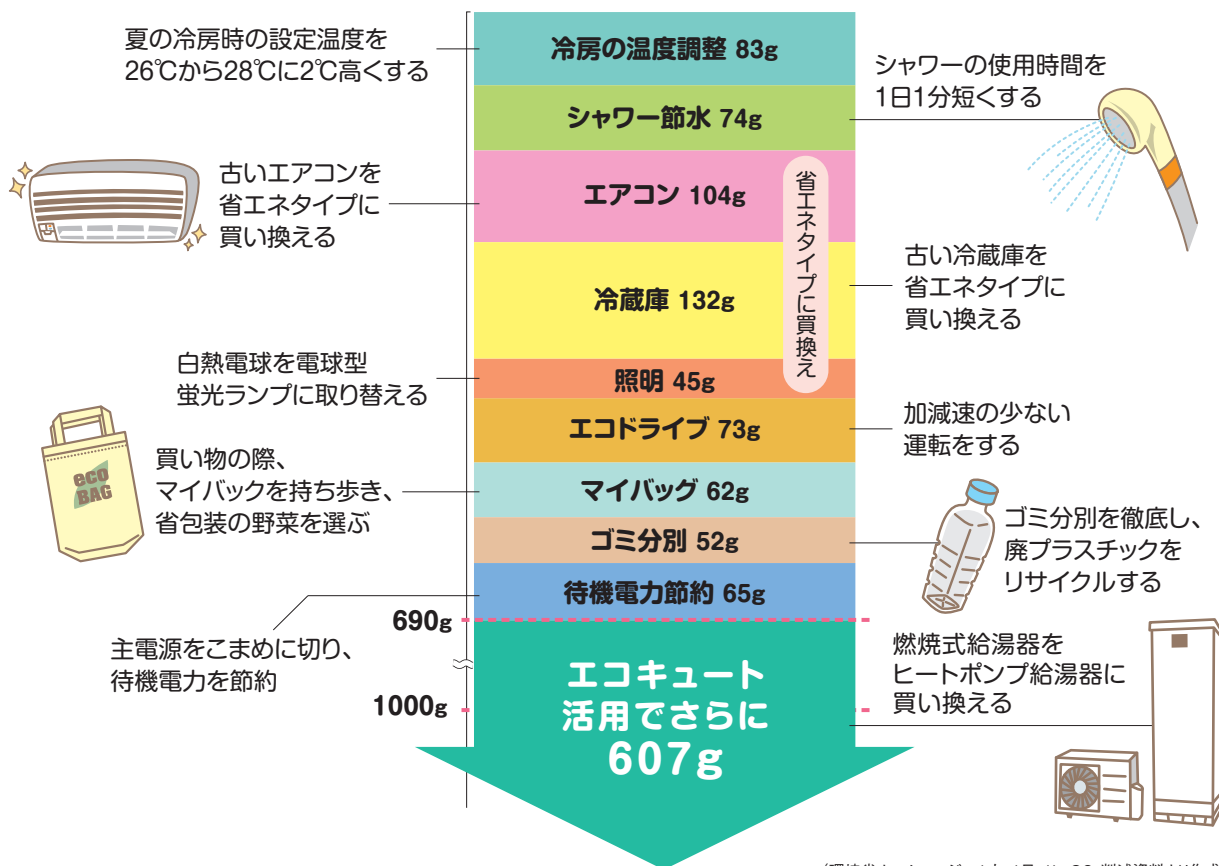 夏の冷房時の設定温度を
26℃から28℃に2℃高くする
冷房の温度調整 83g
シャワーの使用時間を
1日1分短くする
シャワー節水 74g
古いエアコンを
省エネタイプに
買い換える
エアコン 104g
省エネタイプに買換え
冷蔵庫 132g
古い冷蔵庫を
省エネタイプに
買い換える
白熱電球を電球型
蛍光ランプに取り替える
照明 45g
エコドライブ 73g
加減速の少ない
運転をする
eco
BAG
買い物の際、
マイバックを持ち歩き、
省包装の野菜を選ぶ
マイバッグ 62g
ゴミ分別 52g
ゴミ分別を徹底し、
廃プラスチックを
リサイクルする
待機電力節約 65g
690g
主電源をこまめに切り、
待機電力を節約
1000g
エコキュート
活用でさらに
607g
燃焼式給湯器を
ヒートポンプ給湯器に
買い換える